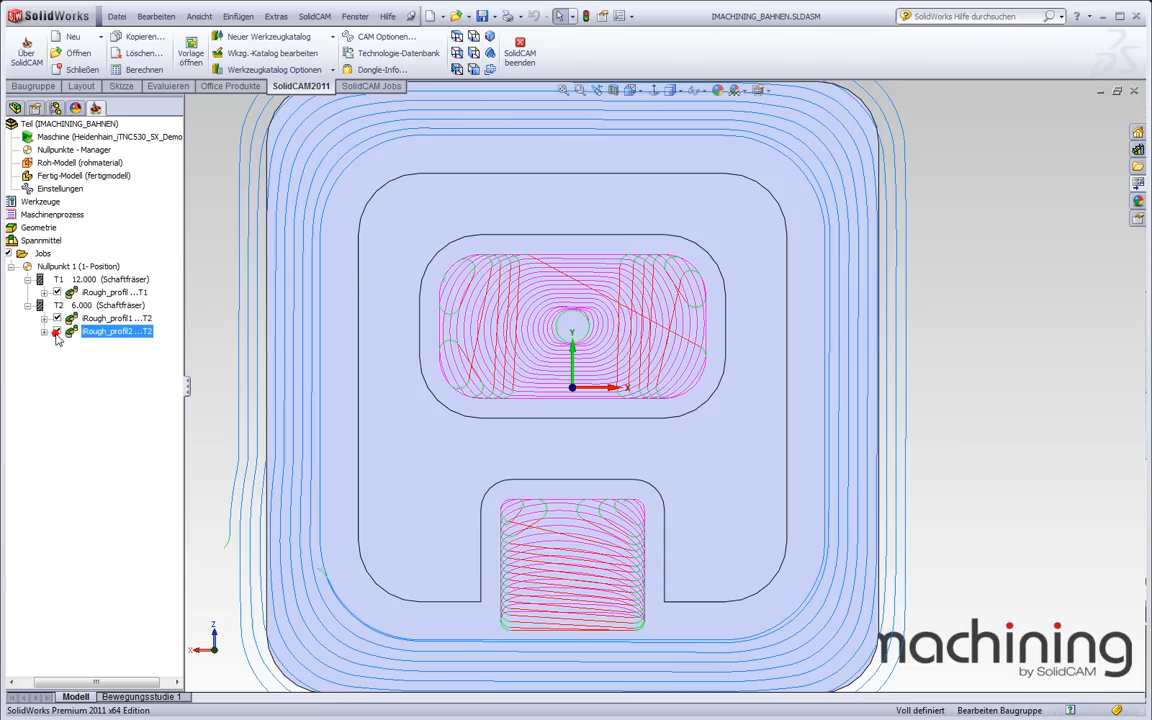 SolidWorks
Datei Bearbeiten Ansicht Einfügen Extras SolidCAM Fenster Hilfe
IMACHINING_BAHNEN.SLDASM
SolidWorks Hilfe durchsuchen
Über SolidCAM
Neu
Öffnen
Schließen
Kopieren...
Löschen...
Berechnen
Vorlage öffnen
Neuer Werkzeugkatalog
Wkzg.-Katalog bearbeiten
Werkzeugkatalog Optionen
CAM Optionen...
Technologie-Datenbank
Dongle-Info...
SolidCAM beenden
Baugruppe Layout Skizze Evaluieren Office Produkte SolidCAM2011 SolidCAM Jobs
Teil (IMACHINING_BAHNEN)
Maschine (Heidenhain_iTNC530_5X_Demo
Nullpunkte - Manager
Roh-Modell (rohmaterial)
Fertig-Modell (fertigmodell)
Einstellungen
Werkzeuge
Maschinenprozess
Geometrie
Spannmittel
Jobs
Nullpunkt 1 (1- Position)
T1 12.000 (Schaftfräser)
iRough_profil ...T1
T2 6.000 (Schaftfräser)
iRough_profil1 ...T2
iRough_profil2 ...T2
Y
X
Z
X
machining
by SolidCAM
Modell Bewegungsstudie 1
SolidWorks Premium 2011 x64 Edition
Voll definiert Bearbeiten Baugruppe